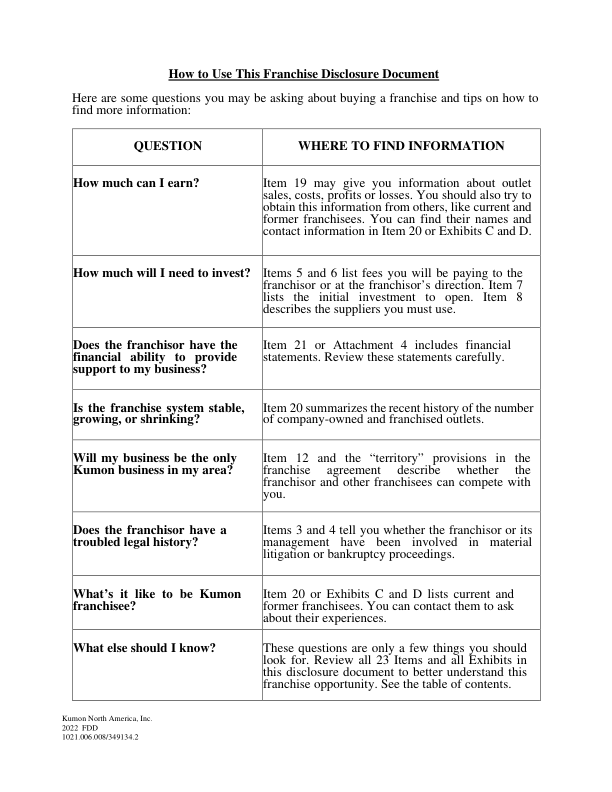 How to Use This Franchise Disclosure Document
Here are some questions you may be asking about buying a franchise and tips on how to
find more information:
QUESTION
WHERE TO FIND INFORMATION
How much can I earn?
Item 19 may give you information about outlet
sales, costs, profits or losses. You should also try to
obtain this information from others, like current and
former franchisees. You can find their names and
contact information in Item 20 or Exhibits C and D.
How much will I need to invest?
Items 5 and 6 list fees you will be paying to the
franchisor or at the franchisor’s direction. Item 7
lists the initial investment to open. Item 8
describes the suppliers you must use.
Does the franchisor have the
financial ability to provide
support to my business?
Item 21 or Attachment 4 includes financial
statements. Review these statements carefully.
Is the franchise system stable,
growing, or shrinking?
Item 20 summarizes the recent history of the number
of company-owned and franchised outlets.
Will my business be the only
Kumon business in my area?
Item 12 and the “territory” provisions in the
franchise agreement describe whether the
franchisor and other franchisees can compete with
you.
Does the franchisor have a
troubled legal history?
Items 3 and 4 tell you whether the franchisor or its
management have been involved in material
litigation or bankruptcy proceedings.
What’s it like to be Kumon
franchisee?
Item 20 or Exhibits C and D lists current and
former franchisees. You can contact them to ask
about their experiences.
What else should I know?
These questions are only a few things you should
look for. Review all 23 Items and all Exhibits in
this disclosure document to better understand this
franchise opportunity. See the table of contents.
Kumon North America, Inc.
2022 FDD
1021.006.008/349134.2